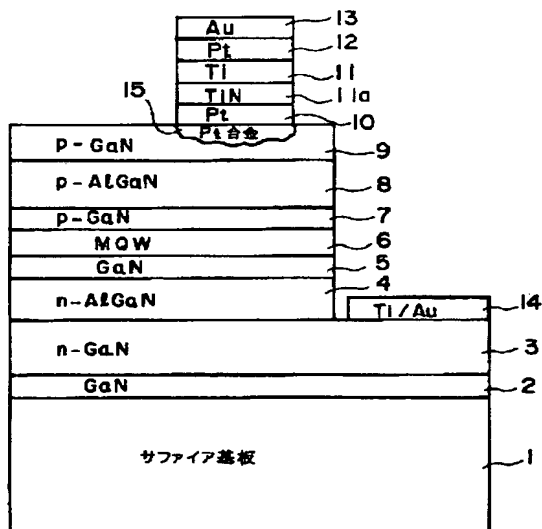 Au 13
Pt 12
Ti 11
TiN 11a
Pt 10
15 Pt合金
p-GaN 9
p-AlGaN 8
p-GaN 7
MQW 6
GaN 5
n-AlGaN 4
Ti/Au 14
n-GaN 3
GaN 2
サファイア基板 1